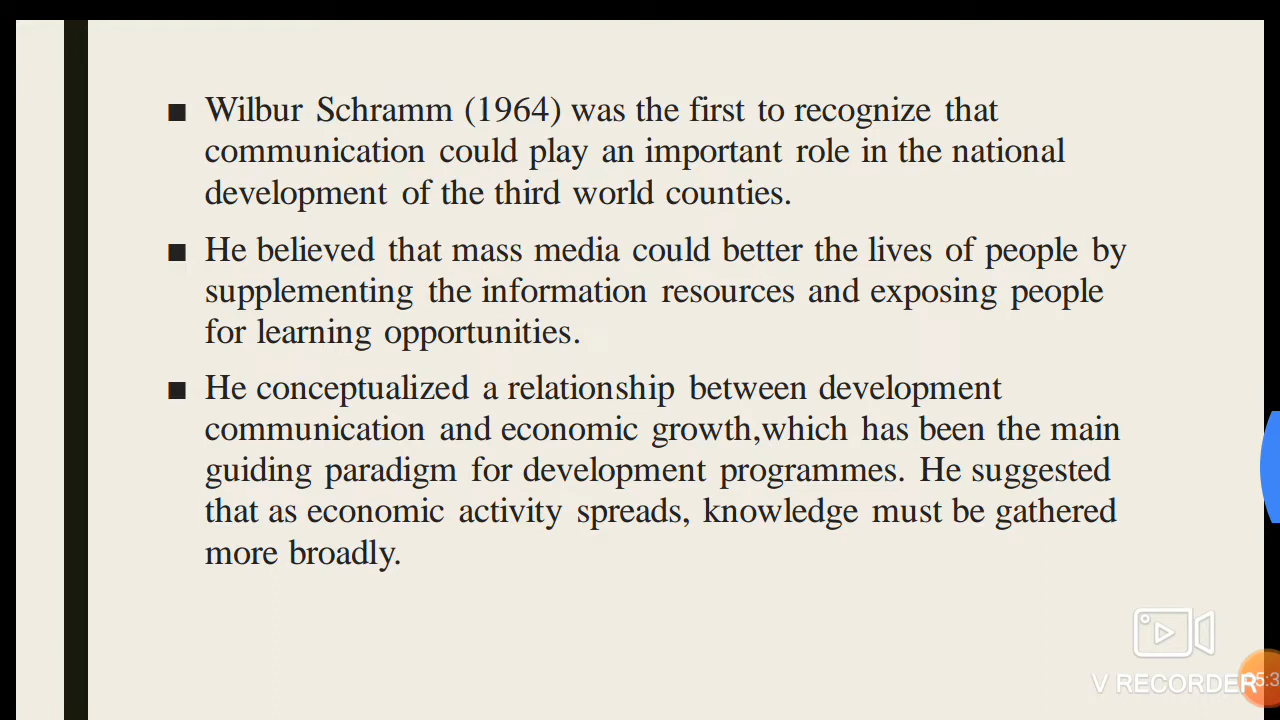 ■ Wilbur Schramm (1964) was the first to recognize that
communication could play an important role in the national
development of the third world counties.
■ He believed that mass media could better the lives of people by
supplementing the information resources and exposing people
for learning opportunities.
■ He conceptualized a relationship between development
communication and economic growth,which has been the main
guiding paradigm for development programmes. He suggested
that as economic activity spreads, knowledge must be gathered
more broadly.
V RECORDER